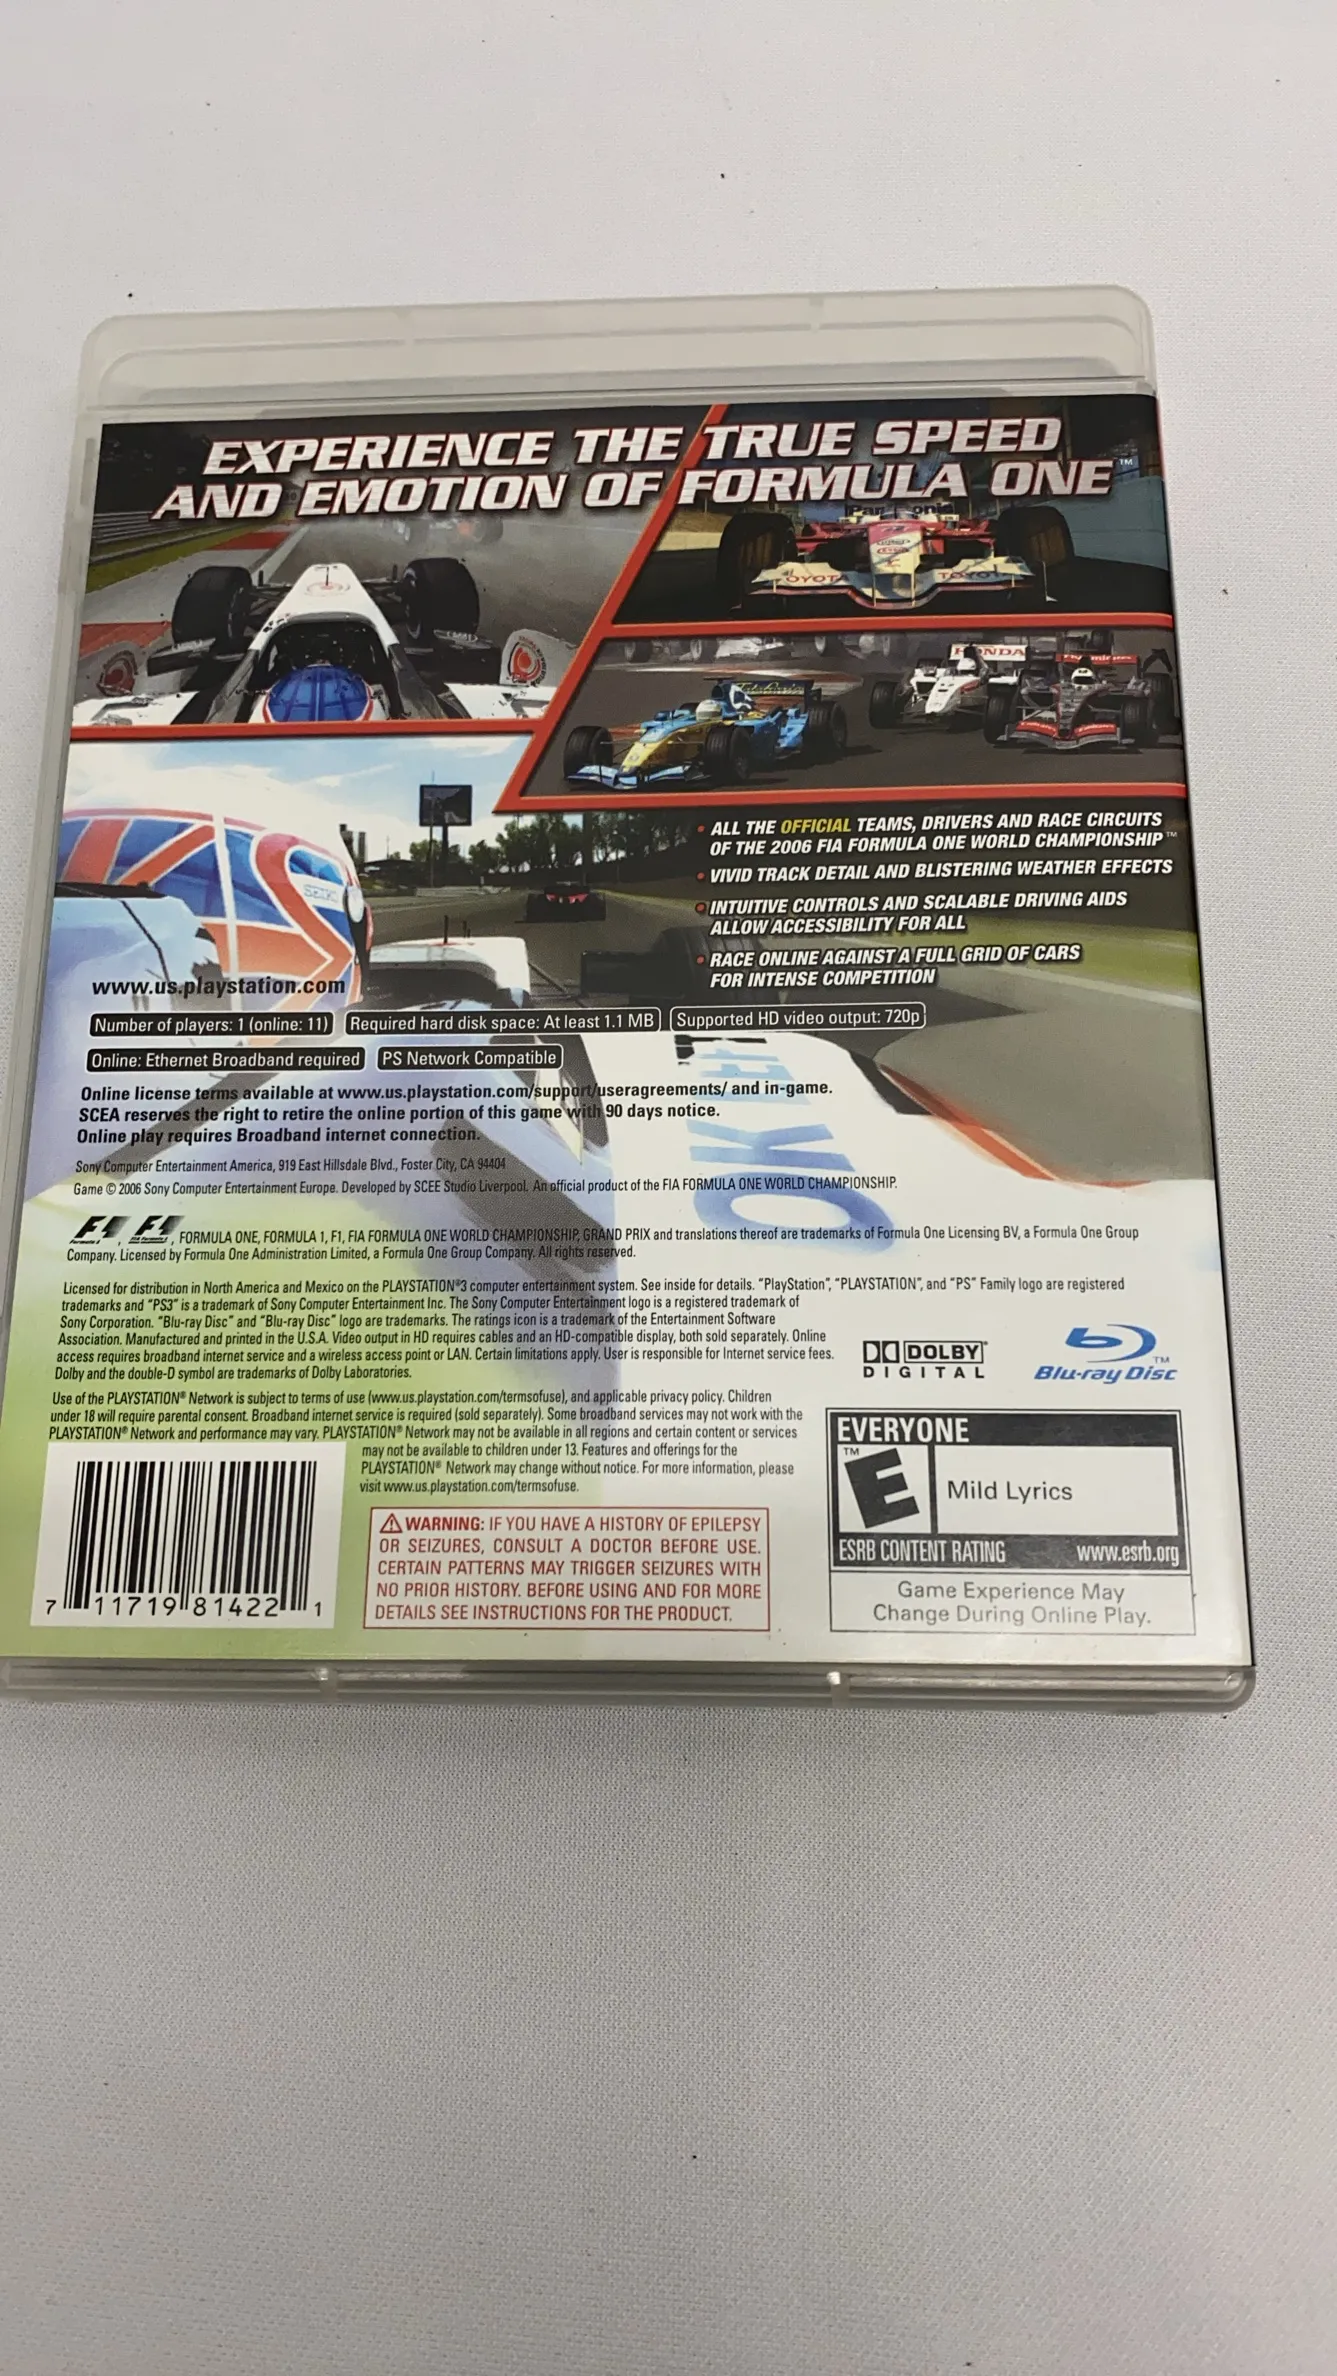 EXPERIENCE THE TRUE SPEED
AND EMOTION OF FORMULA ONE™
Panasonic
TOYOTA
TOYOTA
HONDA
SEIKO
• ALL THE OFFICIAL TEAMS, DRIVERS AND RACE CIRCUITS
OF THE 2006 FIA FORMULA ONE WORLD CHAMPIONSHIP™
• VIVID TRACK DETAIL AND BLISTERING WEATHER EFFECTS
• INTUITIVE CONTROLS AND SCALABLE DRIVING AIDS
ALLOW ACCESSIBILITY FOR ALL
• RACE ONLINE AGAINST A FULL GRID OF CARS
FOR INTENSE COMPETITION
www.us.playstation.com
Number of players: 1 (online: 11) Required hard disk space: At least 1.1 MB Supported HD video output: 720p
Online: Ethernet Broadband required PS Network Compatible
Online license terms available at www.us.playstation.com/support/useragreements/ and in-game.
SCEA reserves the right to retire the online portion of this game with 90 days notice.
Online play requires Broadband internet connection.
Sony Computer Entertainment America, 919 East Hillsdale Blvd., Foster City, CA 94404
Game © 2006 Sony Computer Entertainment Europe. Developed by SCEE Studio Liverpool. An official product of the FIA FORMULA ONE WORLD CHAMPIONSHIP.
F1, F1, FORMULA ONE, FORMULA 1, F1, FIA FORMULA ONE WORLD CHAMPIONSHIP, GRAND PRIX and translations thereof are trademarks of Formula One Licensing BV, a Formula One Group
Company. Licensed by Formula One Administration Limited, a Formula One Group Company. All rights reserved.
Licensed for distribution in North America and Mexico on the PLAYSTATION®3 computer entertainment system. See inside for details. "PlayStation", "PLAYSTATION", and "PS" Family logo are registered
trademarks and "PS3" is a trademark of Sony Computer Entertainment Inc. The Sony Computer Entertainment logo is a registered trademark of
Sony Corporation. "Blu-ray Disc" and "Blu-ray Disc" logo are trademarks. The ratings icon is a trademark of the Entertainment Software
Association. Manufactured and printed in the U.S.A. Video output in HD requires cables and an HD-compatible display, both sold separately. Online
access requires broadband internet service and a wireless access point or LAN. Certain limitations apply. User is responsible for Internet service fees.
Dolby and the double-D symbol are trademarks of Dolby Laboratories.
DOLBY
DIGITAL
Blu-ray Disc™
Use of the PLAYSTATION® Network is subject to terms of use (www.us.playstation.com/termsofuse), and applicable privacy policy. Children
under 18 will require parental consent. Broadband internet service is required (sold separately). Some broadband services may not work with the
PLAYSTATION® Network and performance may vary. PLAYSTATION® Network may not be available in all regions and certain content or services
may not be available to children under 13. Features and offerings for the
PLAYSTATION® Network may change without notice. For more information, please
visit www.us.playstation.com/termsofuse.
7 11719 81422 1
WARNING: IF YOU HAVE A HISTORY OF EPILEPSY
OR SEIZURES, CONSULT A DOCTOR BEFORE USE.
CERTAIN PATTERNS MAY TRIGGER SEIZURES WITH
NO PRIOR HISTORY. BEFORE USING AND FOR MORE
DETAILS SEE INSTRUCTIONS FOR THE PRODUCT.
EVERYONE
E™
Mild Lyrics
ESRB CONTENT RATING www.esrb.org
Game Experience May
Change During Online Play.